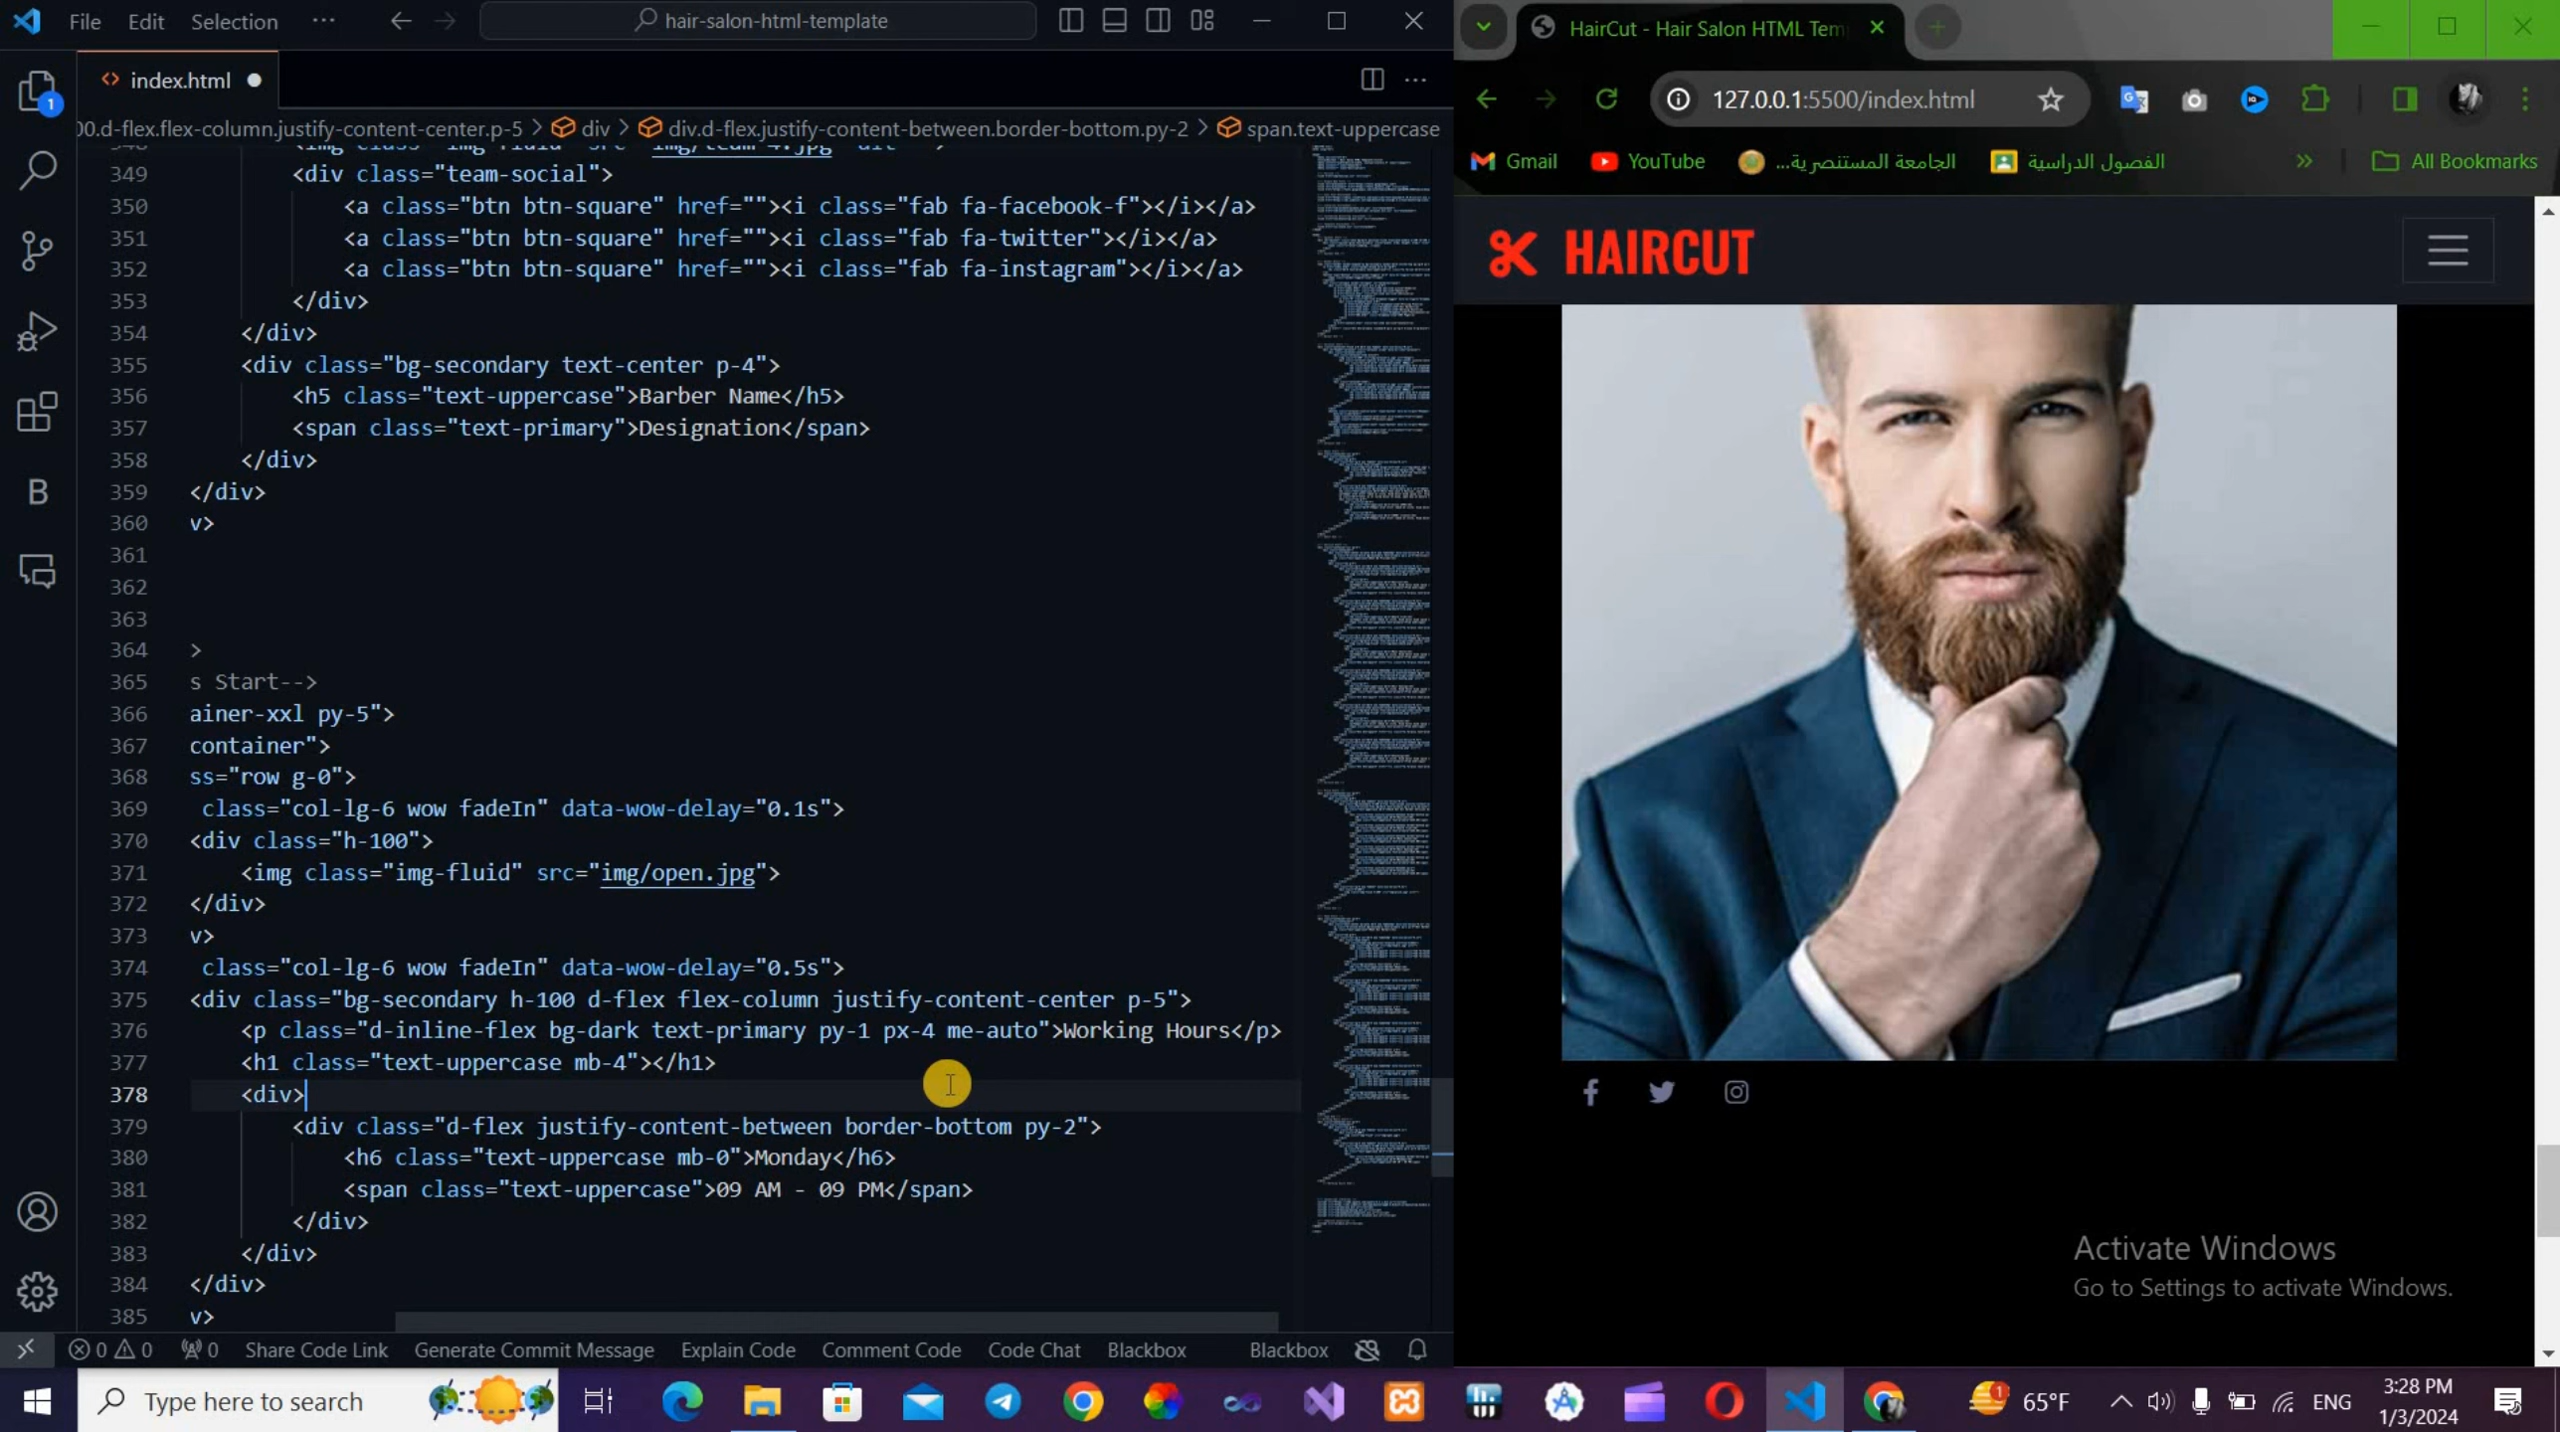 File Edit Selection ··· hair-salon-html-template
index.html
00.d-flex.flex-column.justify-content-center.p-5 > div > div.d-flex.justify-content-between.border-bottom.py-2 > span.text-uppercase
348 <img class="img-fluid" src="img/team-4.jpg" alt="">
349 <div class="team-social">
350 <a class="btn btn-square" href=""><i class="fab fa-facebook-f"></i></a>
351 <a class="btn btn-square" href=""><i class="fab fa-twitter"></i></a>
352 <a class="btn btn-square" href=""><i class="fab fa-instagram"></i></a>
353 </div>
354 </div>
355 <div class="bg-secondary text-center p-4">
356 <h5 class="text-uppercase">Barber Name</h5>
357 <span class="text-primary">Designation</span>
358 </div>
359 </div>
360 v>
361
362
363
364 >
365 s Start-->
366 ainer-xxl py-5">
367 container">
368 ss="row g-0">
369 class="col-lg-6 wow fadeIn" data-wow-delay="0.1s">
370 <div class="h-100">
371 <img class="img-fluid" src="img/open.jpg">
372 </div>
373 v>
374 class="col-lg-6 wow fadeIn" data-wow-delay="0.5s">
375 <div class="bg-secondary h-100 d-flex flex-column justify-content-center p-5">
376 <p class="d-inline-flex bg-dark text-primary py-1 px-4 me-auto">Working Hours</p>
377 <h1 class="text-uppercase mb-4"></h1>
378 <div>
379 <div class="d-flex justify-content-between border-bottom py-2">
380 <h6 class="text-uppercase mb-0">Monday</h6>
381 <span class="text-uppercase">09 AM - 09 PM</span>
382 </div>
383 </div>
384 </div>
385 v>
1
B
0 0 0 Share Code Link Generate Commit Message Explain Code Comment Code Code Chat Blackbox Blackbox
HairCut - Hair Salon HTML Tem
127.0.0.1:5500/index.html
Gmail YouTube الجامعة المستنصرية... الفصول الدراسية » All Bookmarks
HAIRCUT
Activate Windows
Go to Settings to activate Windows.
Type here to search
1 65°F ENG
3:28 PM
1/3/2024